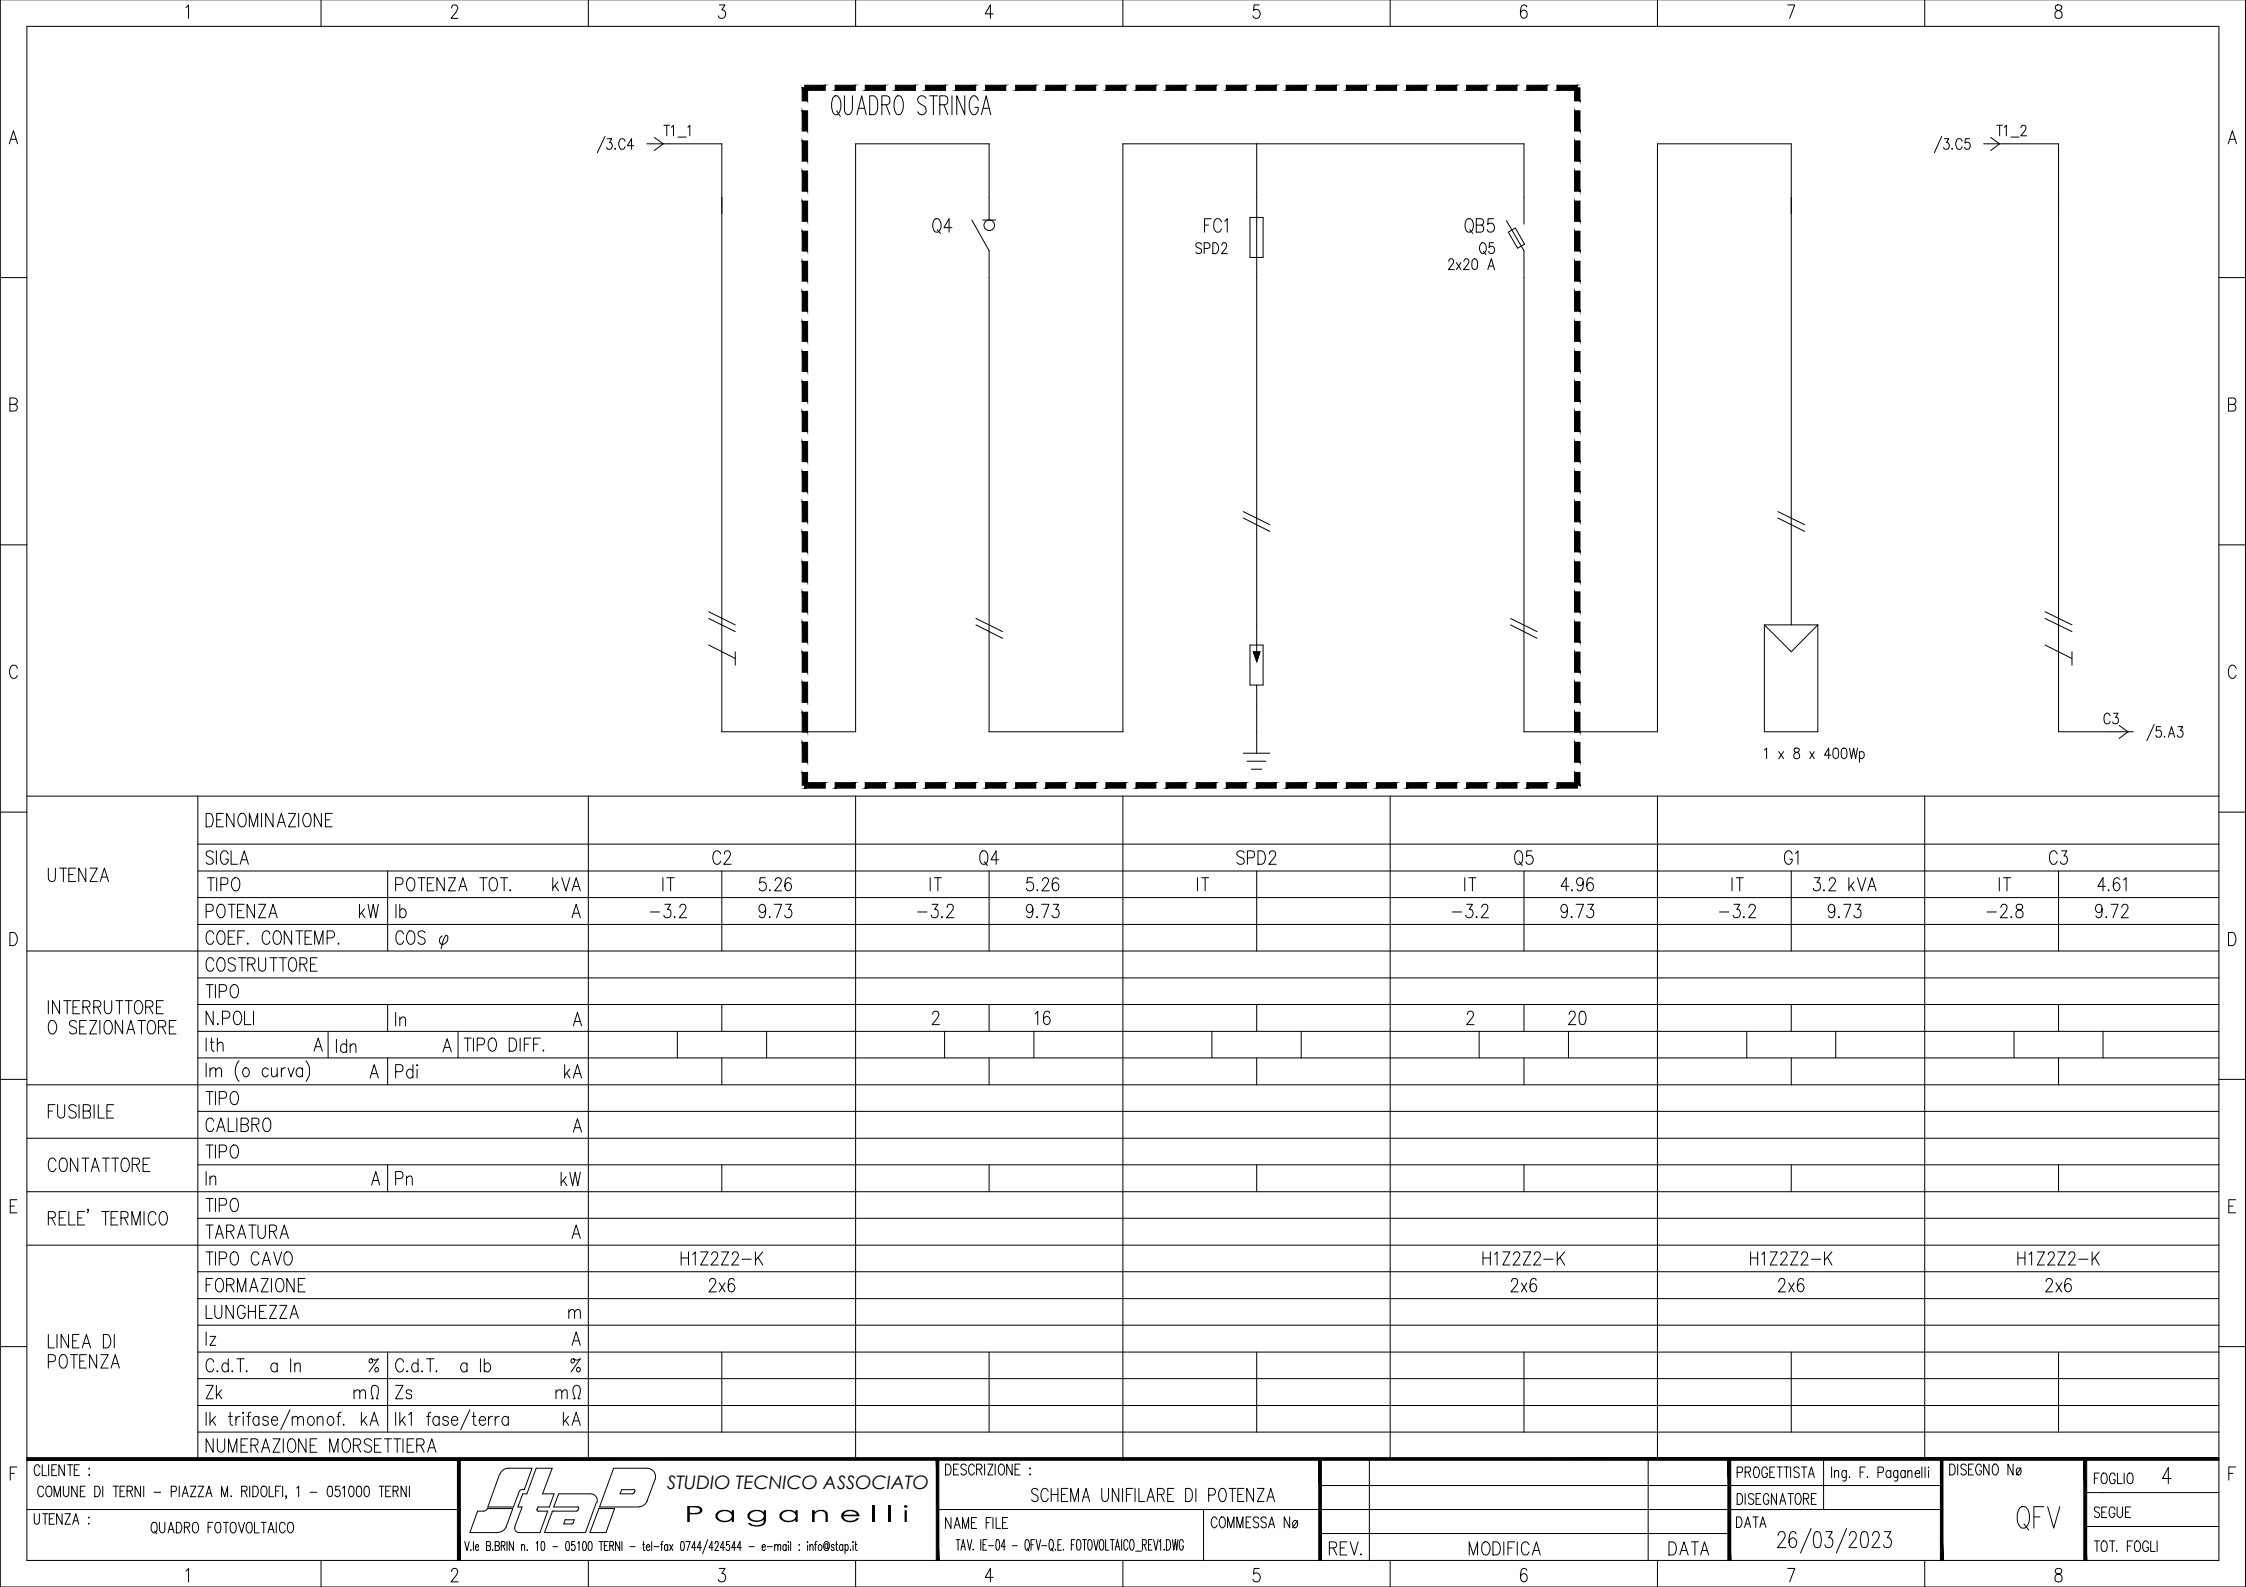 1 2 3 4 5 6 7 8
QUADRO STRINGA
A /3.C4 T1_1 /3.C5 T1_2 A
Q4 FC1 QB5
SPD2 Q5
2x20 A
B B
C C
C3 /5.A3
1 x 8 x 400Wp
UTENZA
DENOMINAZIONE
SIGLA C2 Q4 SPD2 Q5 G1 C3
TIPO POTENZA TOT. kVA IT 5.26 IT 5.26 IT IT 4.96 IT 3.2 kVA IT 4.61
POTENZA kW Ib A -3.2 9.73 -3.2 9.73 -3.2 9.73 -3.2 9.73 -2.8 9.72
D COEF. CONTEMP. COS φ D
INTERRUTTORE
O SEZIONATORE
COSTRUTTORE
TIPO
N.POLI In A 2 16 2 20
Ith A Idn A TIPO DIFF.
Im (o curva) A Pdi kA
FUSIBILE
TIPO
CALIBRO A
CONTATTORE
TIPO
In A Pn kW
E RELE' TERMICO E
TIPO
TARATURA A
LINEA DI
POTENZA
TIPO CAVO H1Z2Z2-K H1Z2Z2-K H1Z2Z2-K H1Z2Z2-K
FORMAZIONE 2x6 2x6 2x6 2x6
LUNGHEZZA m
Iz A
C.d.T. a In % C.d.T. a Ib %
Zk mΩ Zs mΩ
Ik trifase/monof. kA Ik1 fase/terra kA
NUMERAZIONE MORSETTIERA
F F
CLIENTE :
COMUNE DI TERNI - PIAZZA M. RIDOLFI, 1 - 051000 TERNI
UTENZA : QUADRO FOTOVOLTAICO
STaP STUDIO TECNICO ASSOCIATO
Paganelli
V.le B.BRIN n. 10 - 05100 TERNI - tel-fax 0744/424544 - e-mail : info@stap.it
DESCRIZIONE :
SCHEMA UNIFILARE DI POTENZA
NAME FILE
TAV. IE-04 - QFV-Q.E. FOTOVOLTAICO_REV1.DWG
COMMESSA Nø
REV. MODIFICA DATA
PROGETTISTA Ing. F. Paganelli
DISEGNATORE
DATA
26/03/2023
DISEGNO Nø
QFV
FOGLIO 4
SEGUE
TOT. FOGLI
1 2 3 4 5 6 7 8